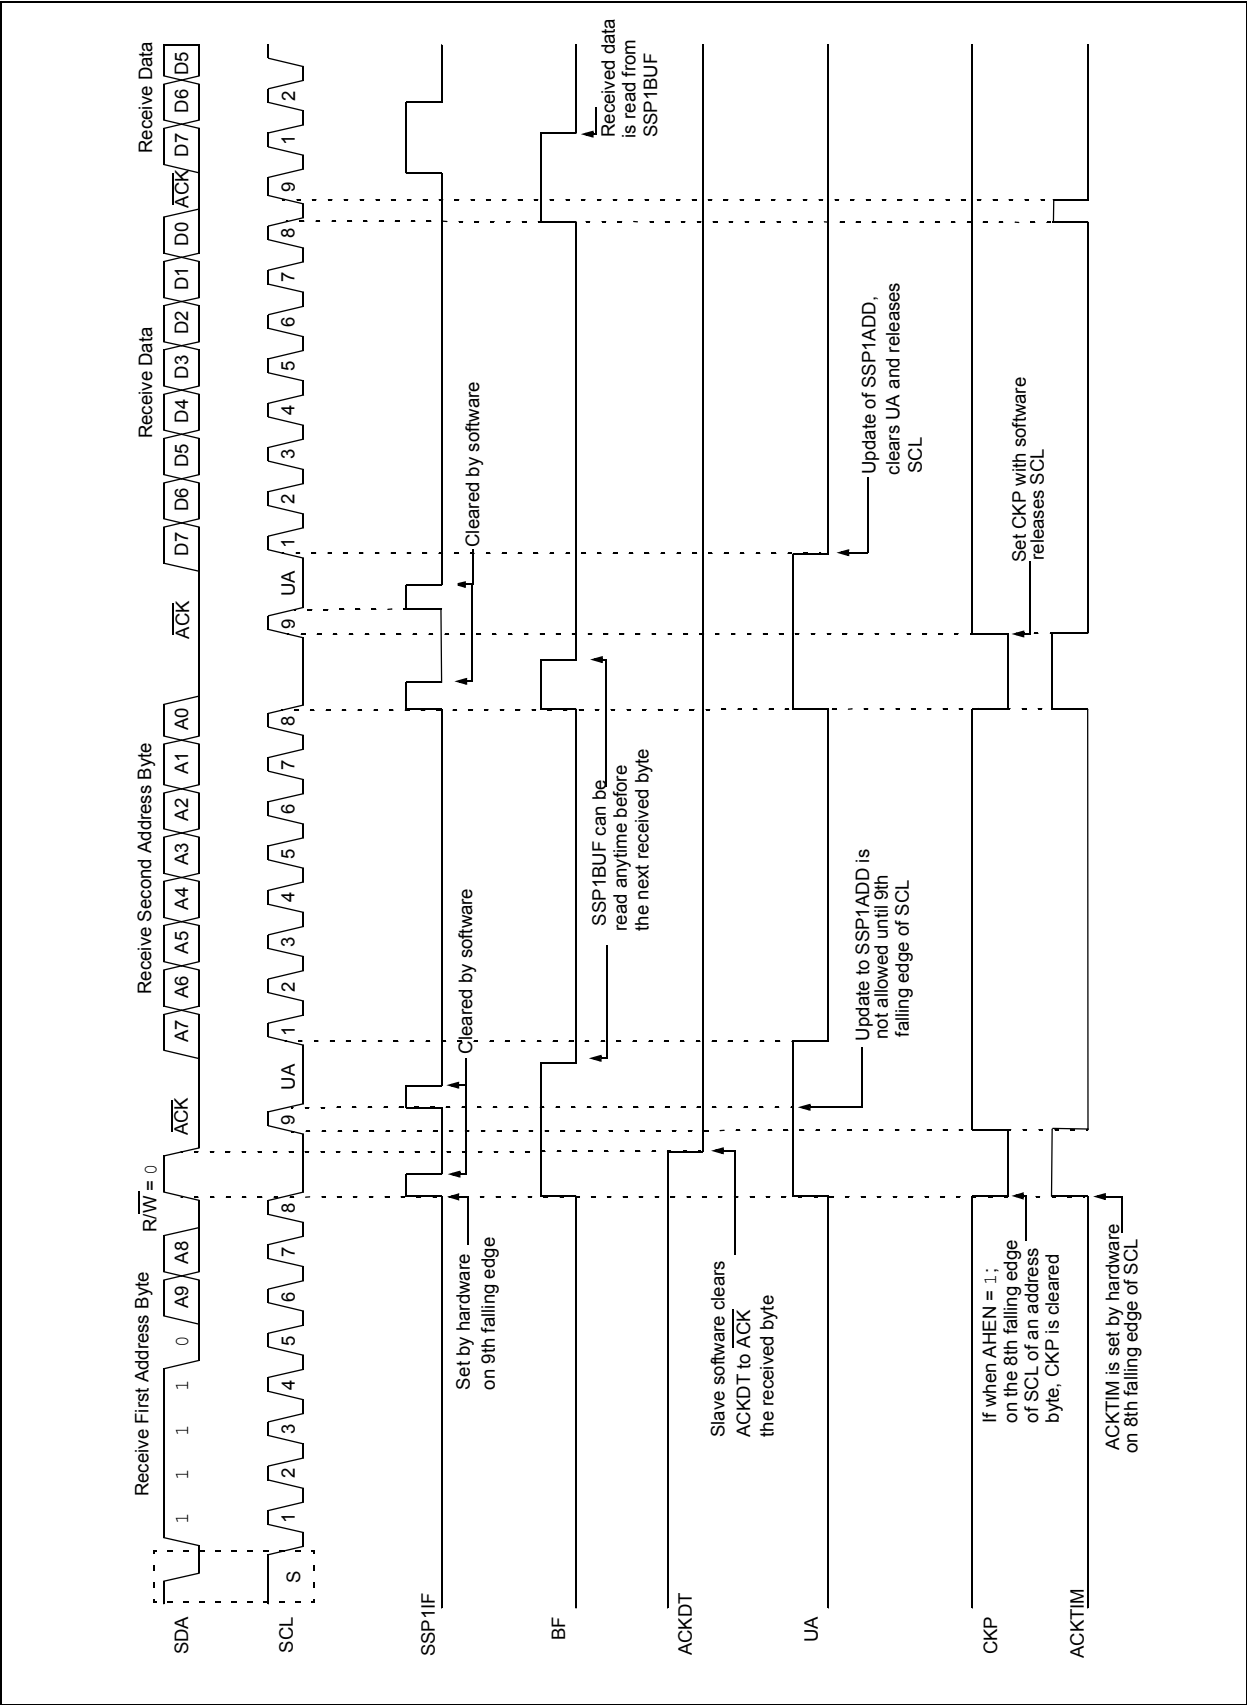 Receive First Address Byte
R/W = 0
Receive Second Address Byte
Receive Data
Receive Data
SDA
1 1 1 1 0 A9 A8 ACK A7 A6 A5 A4 A3 A2 A1 A0 ACK D7 D6 D5 D4 D3 D2 D1 D0 ACK D7 D6 D5
SCL
S 1 2 3 4 5 6 7 8 9 UA 1 2 3 4 5 6 7 8 9 UA 1 2 3 4 5 6 7 8 9 1 2
SSP1IF
Set by hardware
on 9th falling edge
Cleared by software
Cleared by software
BF
SSP1BUF can be
read anytime before
the next received byte
Received data
is read from
SSP1BUF
ACKDT
Slave software clears
ACKDT to ACK
the received byte
UA
Update to SSP1ADD is
not allowed until 9th
falling edge of SCL
Update of SSP1ADD,
clears UA and releases
SCL
CKP
If when AHEN = 1;
on the 8th falling edge
of SCL of an address
byte, CKP is cleared
Set CKP with software
releases SCL
ACKTIM
ACKTIM is set by hardware
on 8th falling edge of SCL